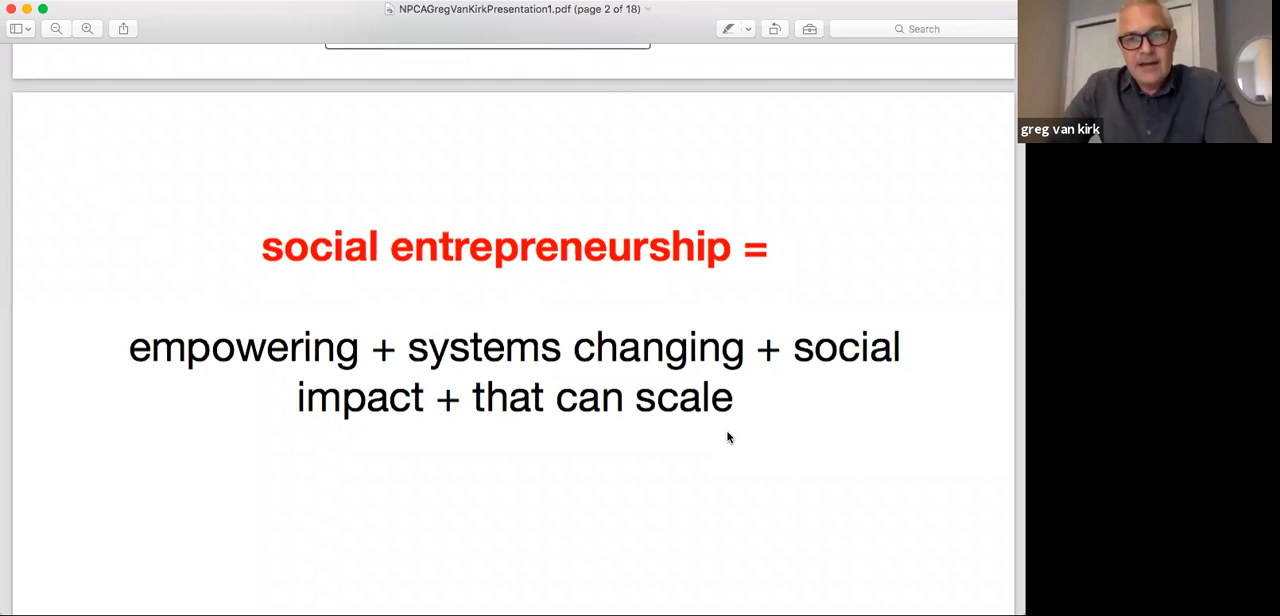 NPCAGregVanKirkPresentation1.pdf (page 2 of 18)
Search
greg van kirk
social entrepreneurship =
empowering + systems changing + social
impact + that can scale